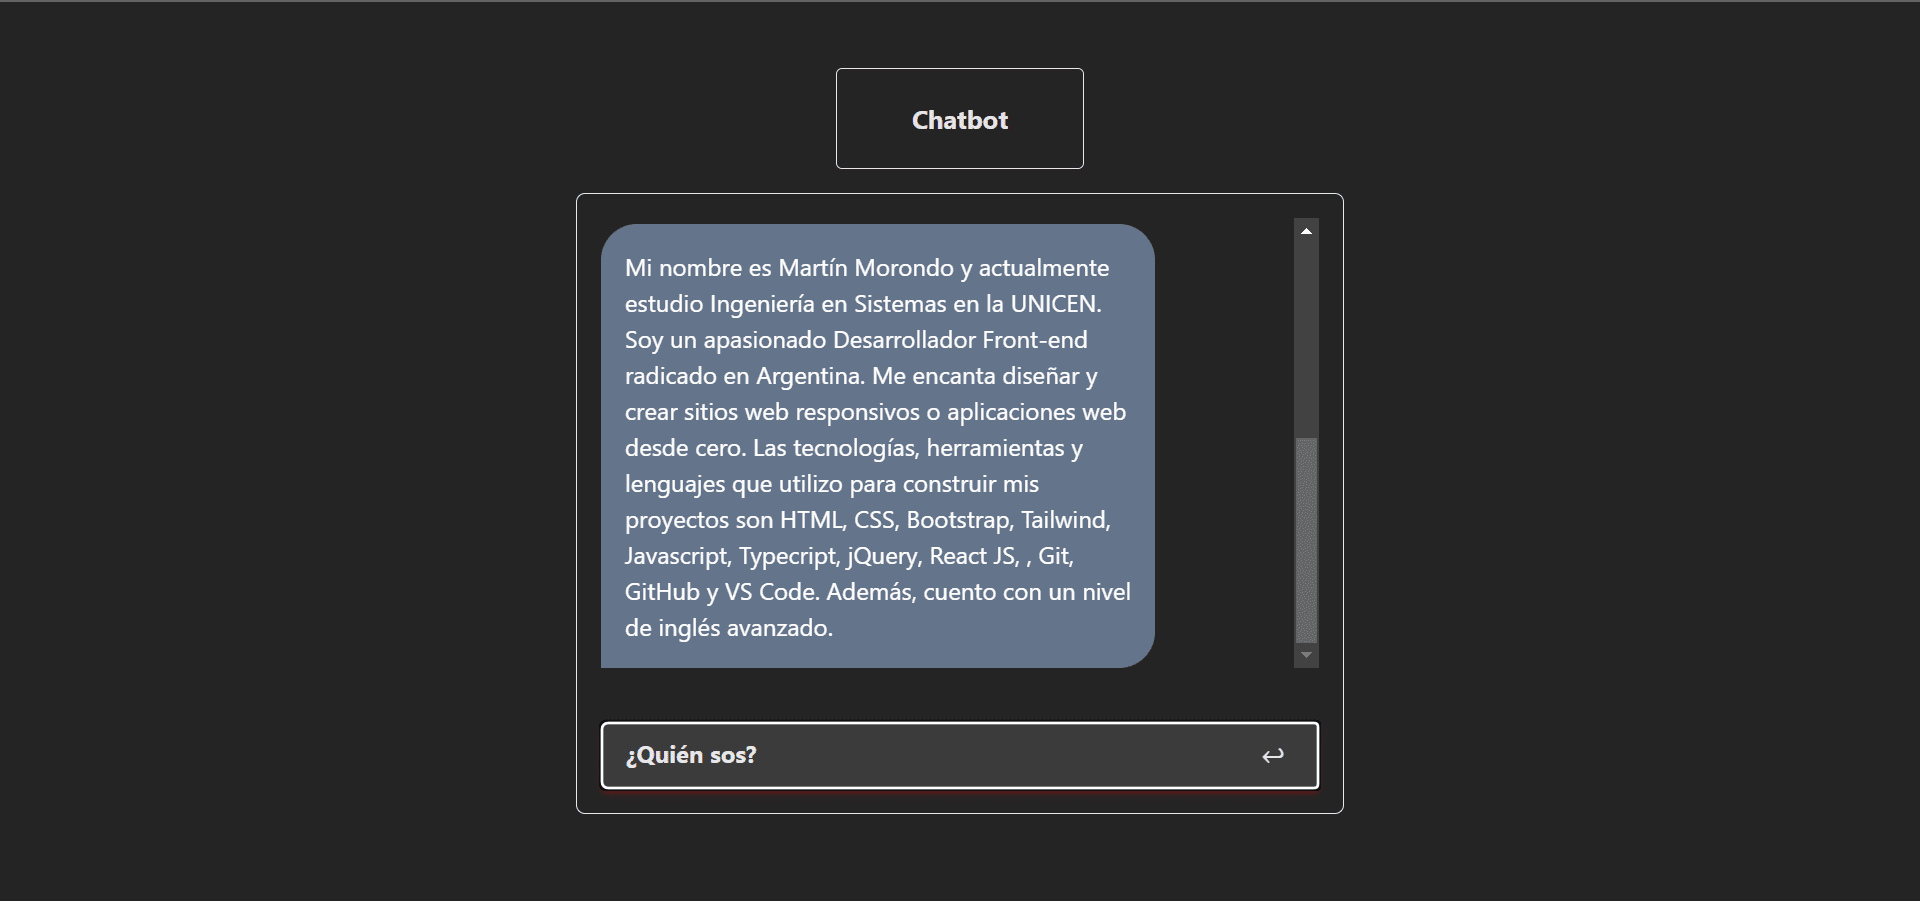 Chatbot
Mi nombre es Martín Morondo y actualmente
estudio Ingeniería en Sistemas en la UNICEN.
Soy un apasionado Desarrollador Front-end
radicado en Argentina. Me encanta diseñar y
crear sitios web responsivos o aplicaciones web
desde cero. Las tecnologías, herramientas y
lenguajes que utilizo para construir mis
proyectos son HTML, CSS, Bootstrap, Tailwind,
Javascript, Typecript, jQuery, React JS, , Git,
GitHub y VS Code. Además, cuento con un nivel
de inglés avanzado.
¿Quién sos?